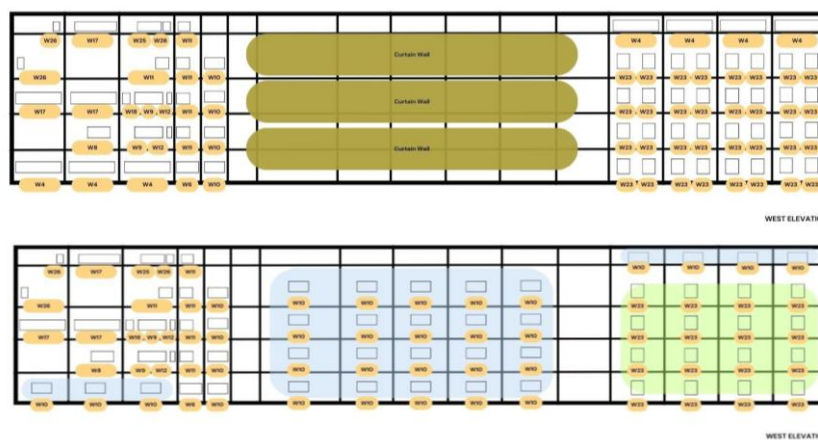 W26 W17 W25 W26 W11 W4 W4 W4 W4
W26 W11 W11 W10 Curtain Wall W23 W23 W23 W23 W23 W23 W23 W23
W17 W17 W18 W9 W12 W11 W10 Curtain Wall W23 W23 W23 W23 W23 W23 W23 W23
W8 W9 W12 W11 W10 Curtain Wall W23 W23 W23 W23 W23 W23 W23 W23
W4 W4 W4 W6 W10 W23 W23 W23 W23 W23 W23 W23 W23
WEST ELEVATI
W26 W17 W25 W26 W11 W10 W10 W10 W10
W26 W11 W11 W10 W10 W10 W10 W10 W10 W23 W23 W23 W23
W17 W17 W18 W9 W12 W11 W10 W10 W10 W10 W10 W10 W23 W23 W23 W23
W8 W9 W12 W11 W10 W10 W10 W10 W10 W10 W23 W23 W23 W23
W10 W10 W10 W6 W10 W10 W10 W10 W10 W10 W23 W23 W23 W23
WEST ELEVATI